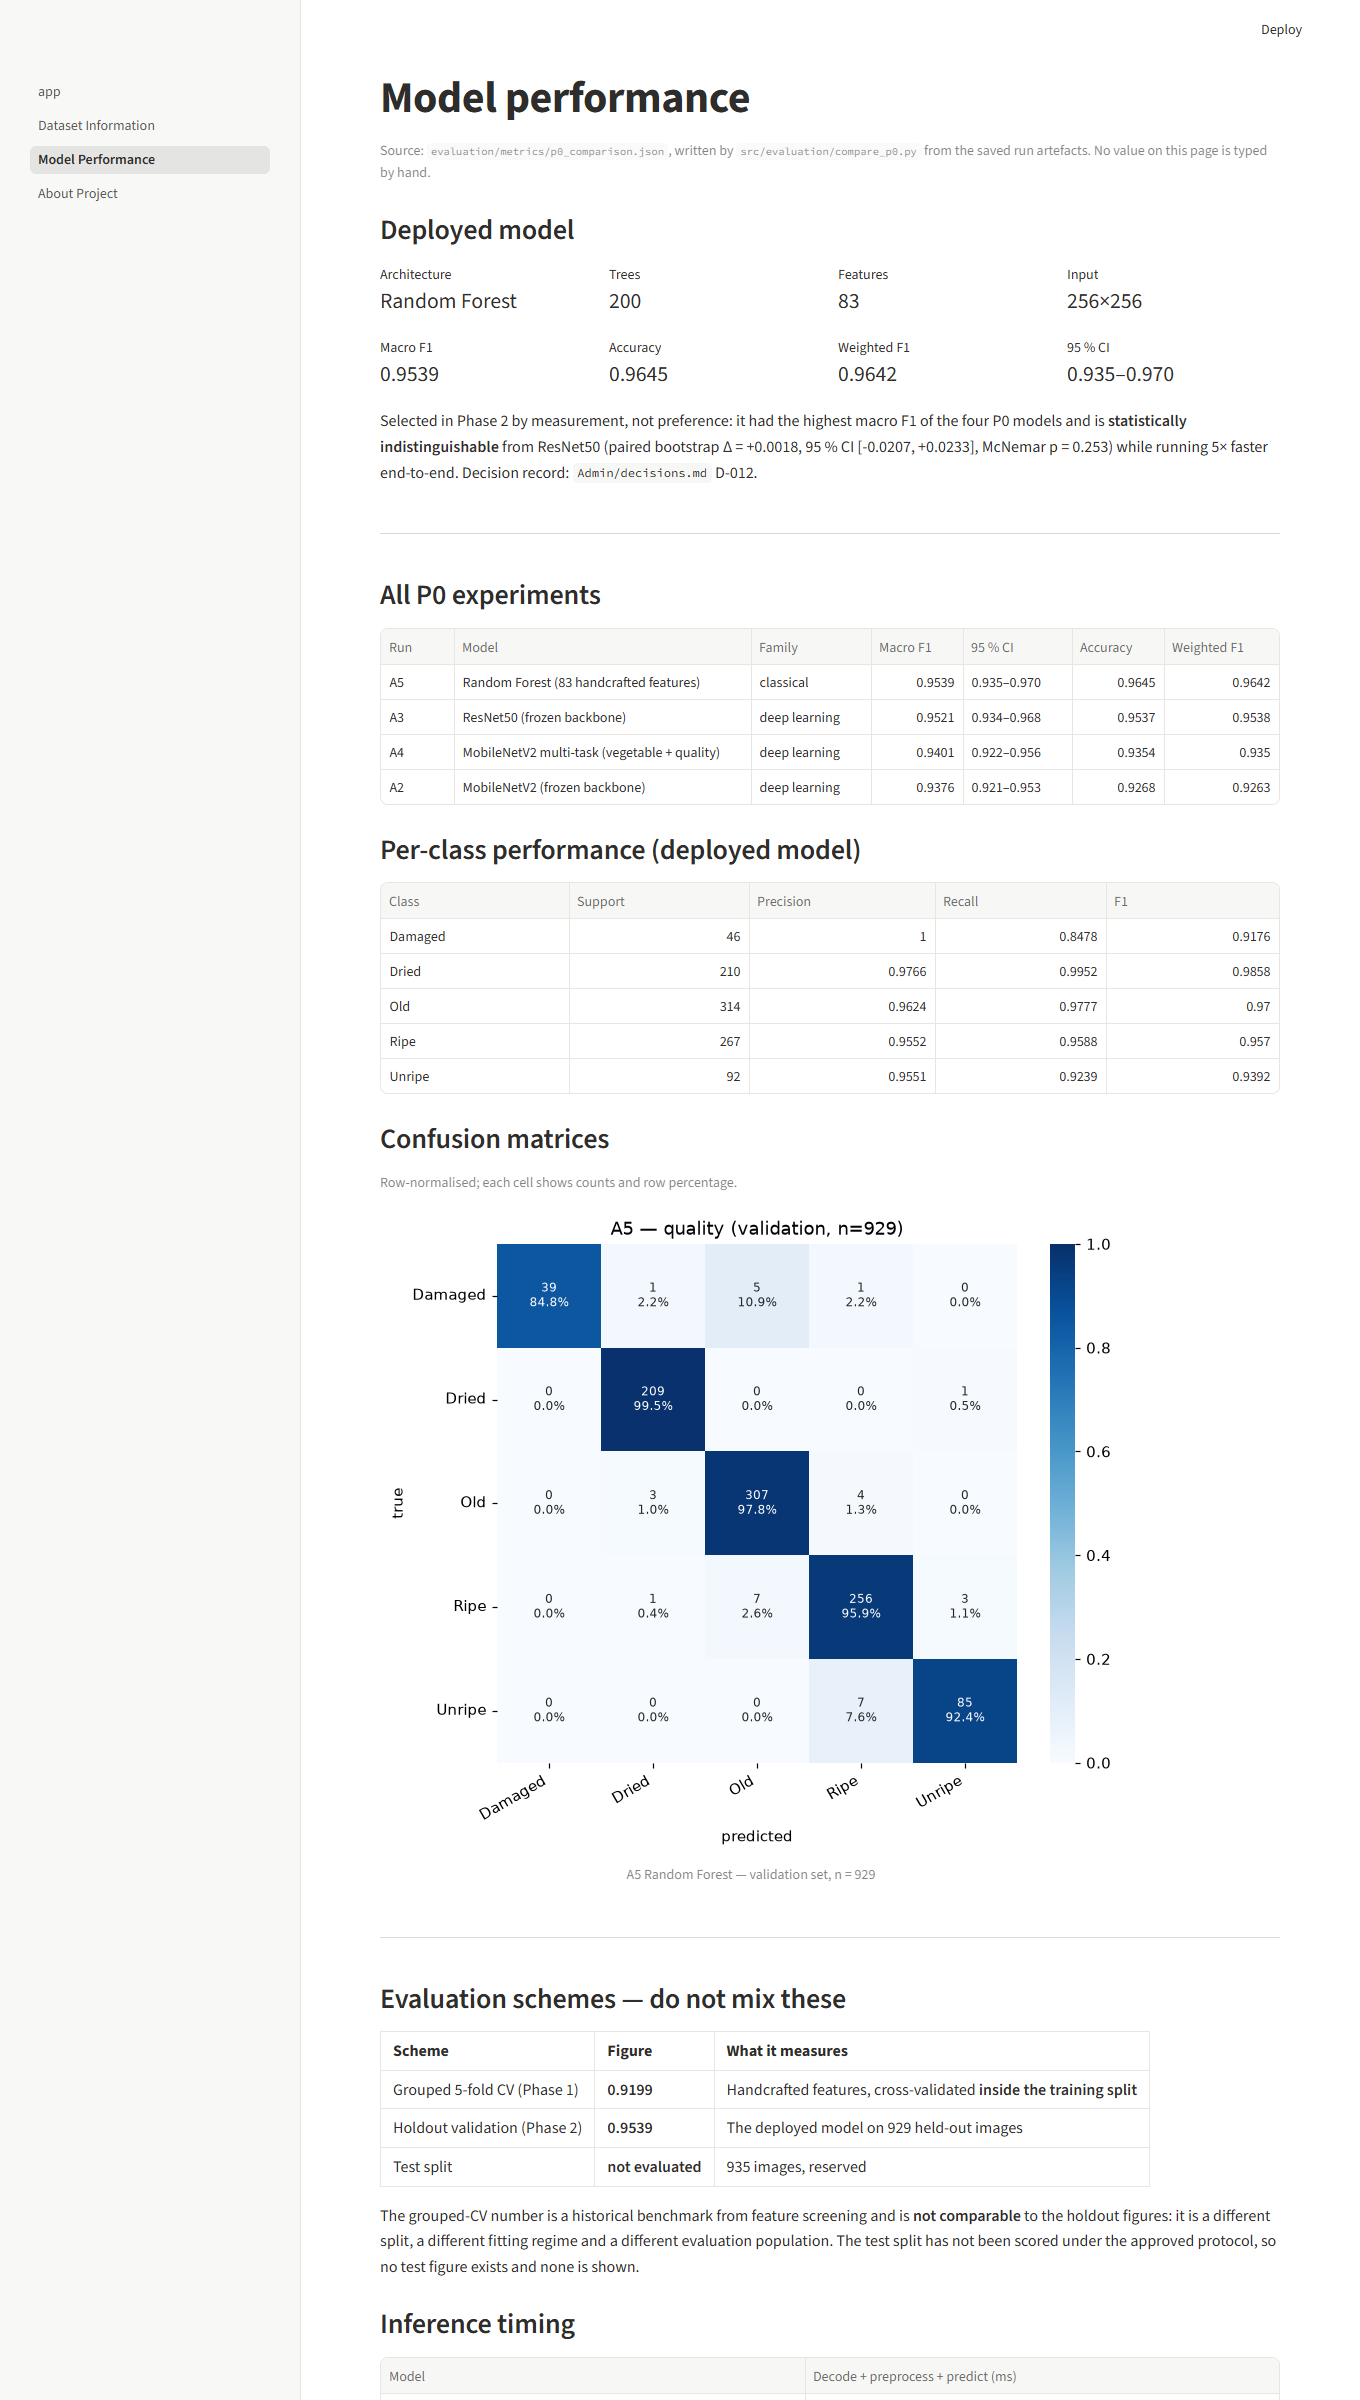 Deploy
app
Dataset Information
Model Performance
About Project
Model performance
Source: evaluation/metrics/p0_comparison.json , written by src/evaluation/compare_p0.py from the saved run artefacts. No value on this page is typed
by hand.
Deployed model
Architecture Trees Features Input
Random Forest 200 83 256×256
Macro F1 Accuracy Weighted F1 95 % CI
0.9539 0.9645 0.9642 0.935–0.970
Selected in Phase 2 by measurement, not preference: it had the highest macro F1 of the four P0 models and is statistically
indistinguishable from ResNet50 (paired bootstrap Δ = +0.0018, 95 % CI [-0.0207, +0.0233], McNemar p = 0.253) while running 5× faster
end-to-end. Decision record: Admin/decisions.md D-012.
All P0 experiments
Run Model Family Macro F1 95 % CI Accuracy Weighted F1
A5 Random Forest (83 handcrafted features) classical 0.9539 0.935–0.970 0.9645 0.9642
A3 ResNet50 (frozen backbone) deep learning 0.9521 0.934–0.968 0.9537 0.9538
A4 MobileNetV2 multi-task (vegetable + quality) deep learning 0.9401 0.922–0.956 0.9354 0.935
A2 MobileNetV2 (frozen backbone) deep learning 0.9376 0.921–0.953 0.9268 0.9263
Per-class performance (deployed model)
Class Support Precision Recall F1
Damaged 46 1 0.8478 0.9176
Dried 210 0.9766 0.9952 0.9858
Old 314 0.9624 0.9777 0.97
Ripe 267 0.9552 0.9588 0.957
Unripe 92 0.9551 0.9239 0.9392
Confusion matrices
Row-normalised; each cell shows counts and row percentage.
A5 — quality (validation, n=929)
Damaged
39 1 5 1 0
84.8% 2.2% 10.9% 2.2% 0.0%
Dried
0 209 0 0 1
0.0% 99.5% 0.0% 0.0% 0.5%
Old
0 3 307 4 0
0.0% 1.0% 97.8% 1.3% 0.0%
Ripe
0 1 7 256 3
0.0% 0.4% 2.6% 95.9% 1.1%
Unripe
0 0 0 7 85
0.0% 0.0% 0.0% 7.6% 92.4%
true
Damaged Dried Old Ripe Unripe
predicted
1.0
0.8
0.6
0.4
0.2
0.0
A5 Random Forest — validation set, n = 929
Evaluation schemes — do not mix these
Scheme Figure What it measures
Grouped 5-fold CV (Phase 1) 0.9199 Handcrafted features, cross-validated inside the training split
Holdout validation (Phase 2) 0.9539 The deployed model on 929 held-out images
Test split not evaluated 935 images, reserved
The grouped-CV number is a historical benchmark from feature screening and is not comparable to the holdout figures: it is a different
split, a different fitting regime and a different evaluation population. The test split has not been scored under the approved protocol, so
no test figure exists and none is shown.
Inference timing
Model Decode + preprocess + predict (ms)